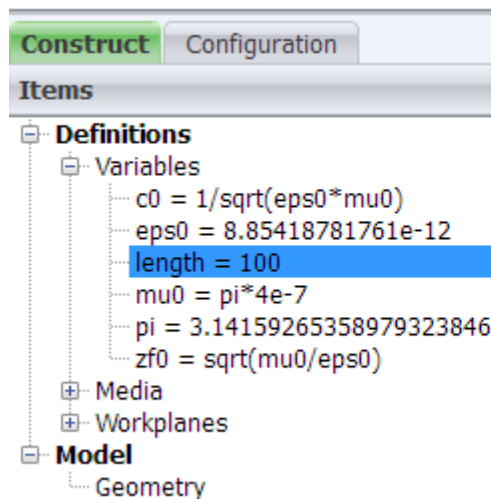 Construct Configuration
Items
Definitions
Variables
c0 = 1/sqrt(eps0*mu0)
eps0 = 8.85418781761e-12
length = 100
mu0 = pi*4e-7
pi = 3.14159265358979323846
zf0 = sqrt(mu0/eps0)
Media
Workplanes
Model
Geometry